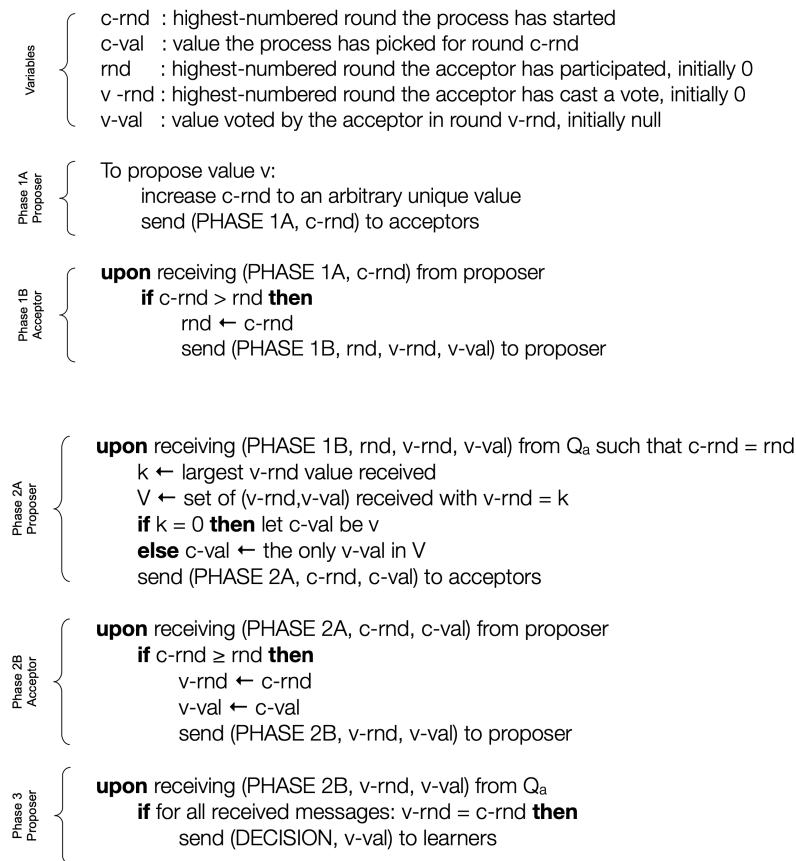 Variables
c-rnd : highest-numbered round the process has started
c-val : value the process has picked for round c-rnd
rnd : highest-numbered round the acceptor has participated, initially 0
v -rnd : highest-numbered round the acceptor has cast a vote, initially 0
v-val : value voted by the acceptor in round v-rnd, initially null
Phase 1A
Proposer
To propose value v:
increase c-rnd to an arbitrary unique value
send (PHASE 1A, c-rnd) to acceptors
Phase 1B
Acceptor
upon receiving (PHASE 1A, c-rnd) from proposer
if c-rnd > rnd then
rnd ← c-rnd
send (PHASE 1B, rnd, v-rnd, v-val) to proposer
Phase 2A
Proposer
upon receiving (PHASE 1B, rnd, v-rnd, v-val) from Qa such that c-rnd = rnd
k ← largest v-rnd value received
V ← set of (v-rnd,v-val) received with v-rnd = k
if k = 0 then let c-val be v
else c-val ← the only v-val in V
send (PHASE 2A, c-rnd, c-val) to acceptors
Phase 2B
Acceptor
upon receiving (PHASE 2A, c-rnd, c-val) from proposer
if c-rnd ≥ rnd then
v-rnd ← c-rnd
v-val ← c-val
send (PHASE 2B, v-rnd, v-val) to proposer
Phase 3
Proposer
upon receiving (PHASE 2B, v-rnd, v-val) from Qa
if for all received messages: v-rnd = c-rnd then
send (DECISION, v-val) to learners